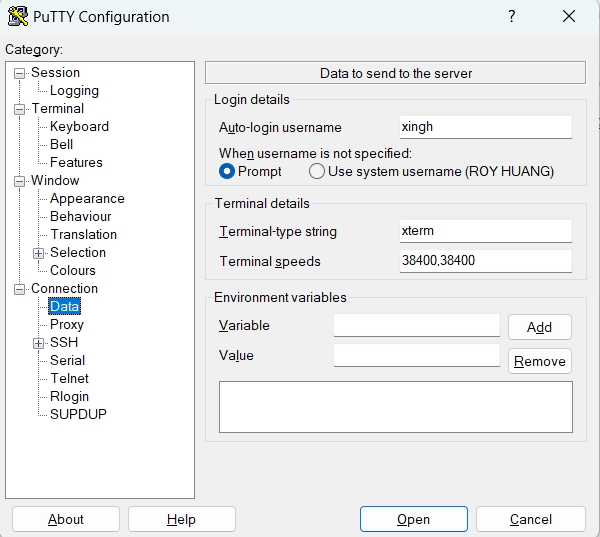 PuTTY Configuration
?
Category:
Session
Logging
Terminal
Keyboard
Bell
Features
Window
Appearance
Behaviour
Translation
Selection
Colours
Connection
Data
Proxy
SSH
Serial
Telnet
Rlogin
SUPDUP
Data to send to the server
Login details
Auto-login username xingh
When username is not specified:
Prompt Use system username (ROY HUANG)
Terminal details
Terminal-type string xterm
Terminal speeds 38400,38400
Environment variables
Variable Add
Value Remove
About Help Open Cancel